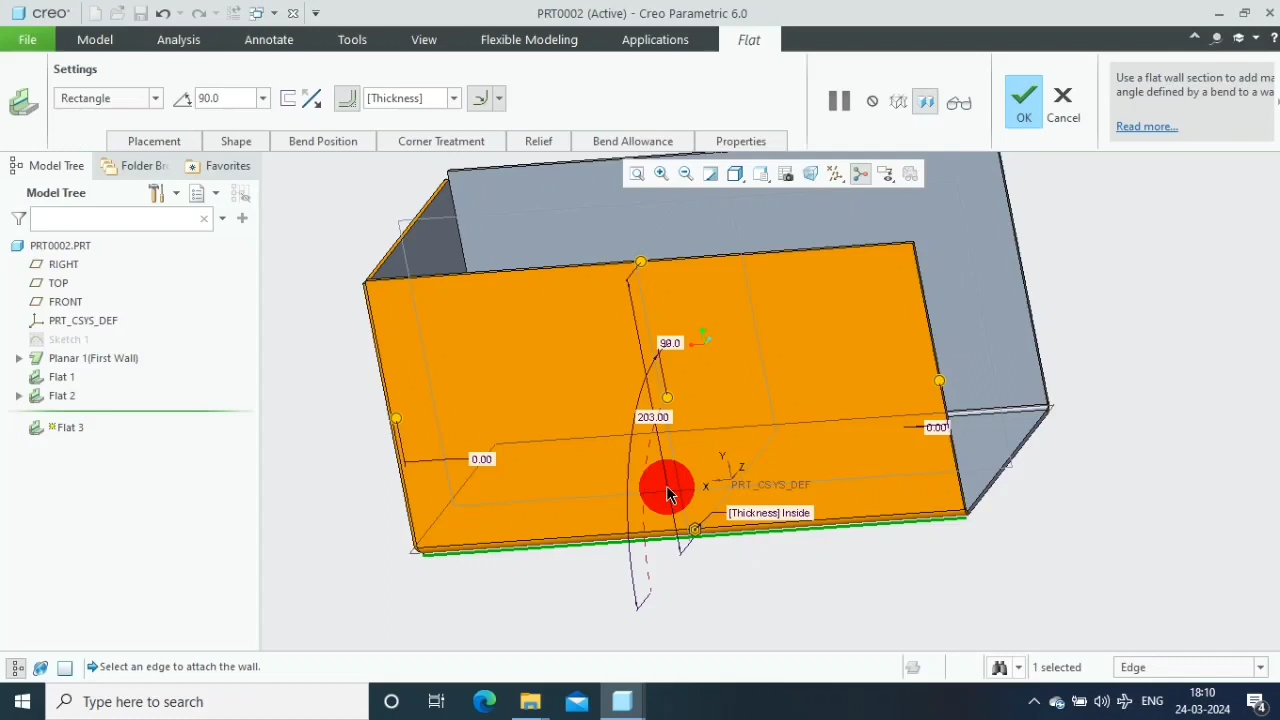 creo
PRT0002 (Active) - Creo Parametric 6.0
File
Model
Analysis
Annotate
Tools
View
Flexible Modeling
Applications
Flat
Settings
Rectangle
90.0
[Thickness]
OK
Cancel
Use a flat wall section to add ma
angle defined by a bend to a wa
Read more...
Placement
Shape
Bend Position
Corner Treatment
Relief
Bend Allowance
Properties
Model Tree
Folder Br
Favorites
Model Tree
PRT0002.PRT
RIGHT
TOP
FRONT
PRT_CSYS_DEF
Sketch 1
Planar 1(First Wall)
Flat 1
Flat 2
Flat 3
90.0
203.00
0.00
0.00
Y
Z
X
PRT_CSYS_DEF
[Thickness] Inside
Select an edge to attach the wall.
1 selected
Edge
Type here to search
ENG
18:10
24-03-2024
4